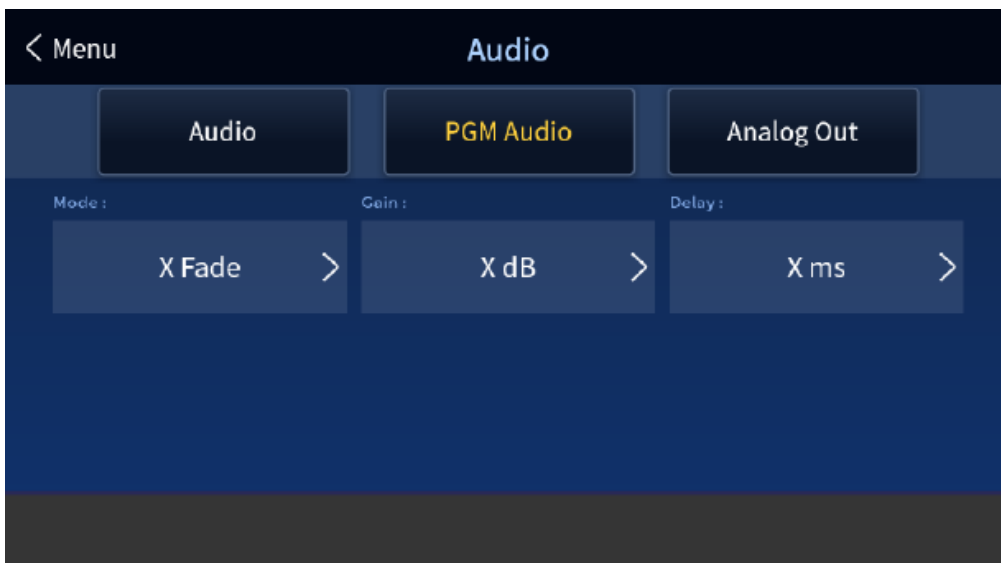 Menu
Audio
Audio
PGM Audio
Analog Out
Mode :
Gain :
Delay :
X Fade
X dB
X ms